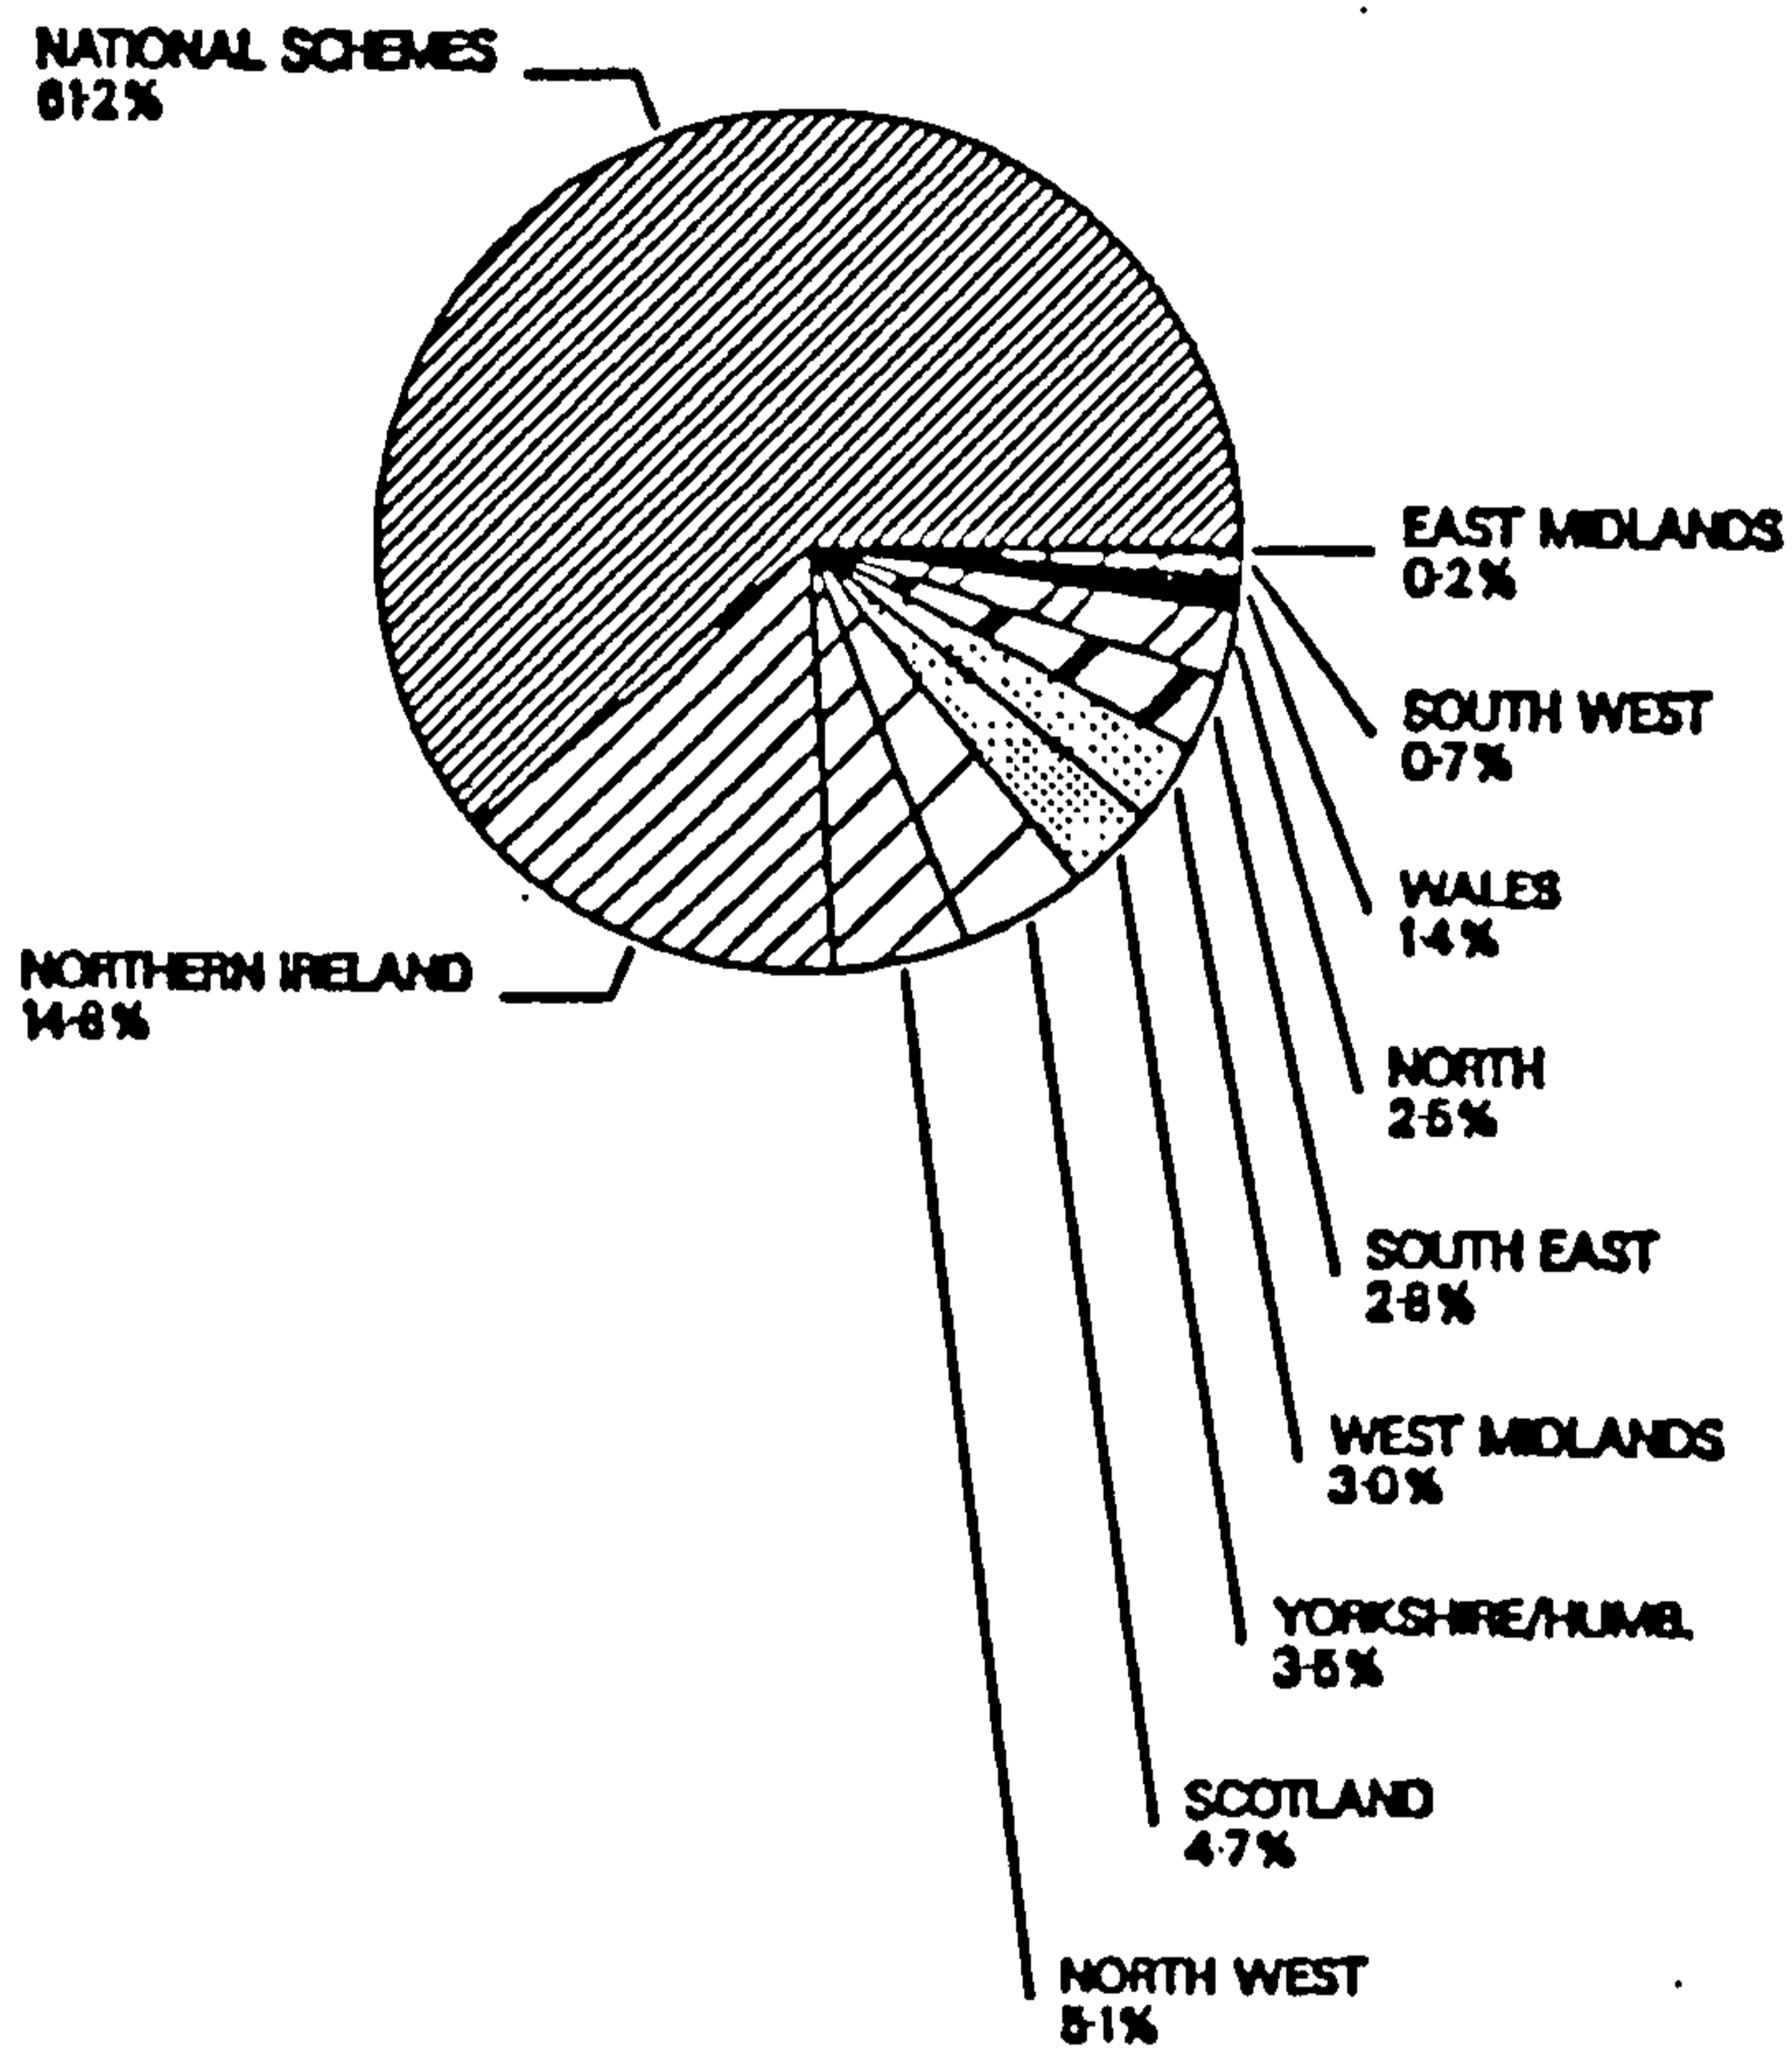 NATIONAL SCHEMES
61·2%
EAST MIDLANDS
0·2%
SOUTH WEST
0·7%
WALES
1·4%
NORTHERN IRELAND
14·8%
NORTH
2·6%
SOUTH EAST
2·8%
WEST MIDLANDS
3·0%
YORKSHIRE/HUMB.
3·5%
SCOTLAND
4·7%
NORTH WEST
5·1%